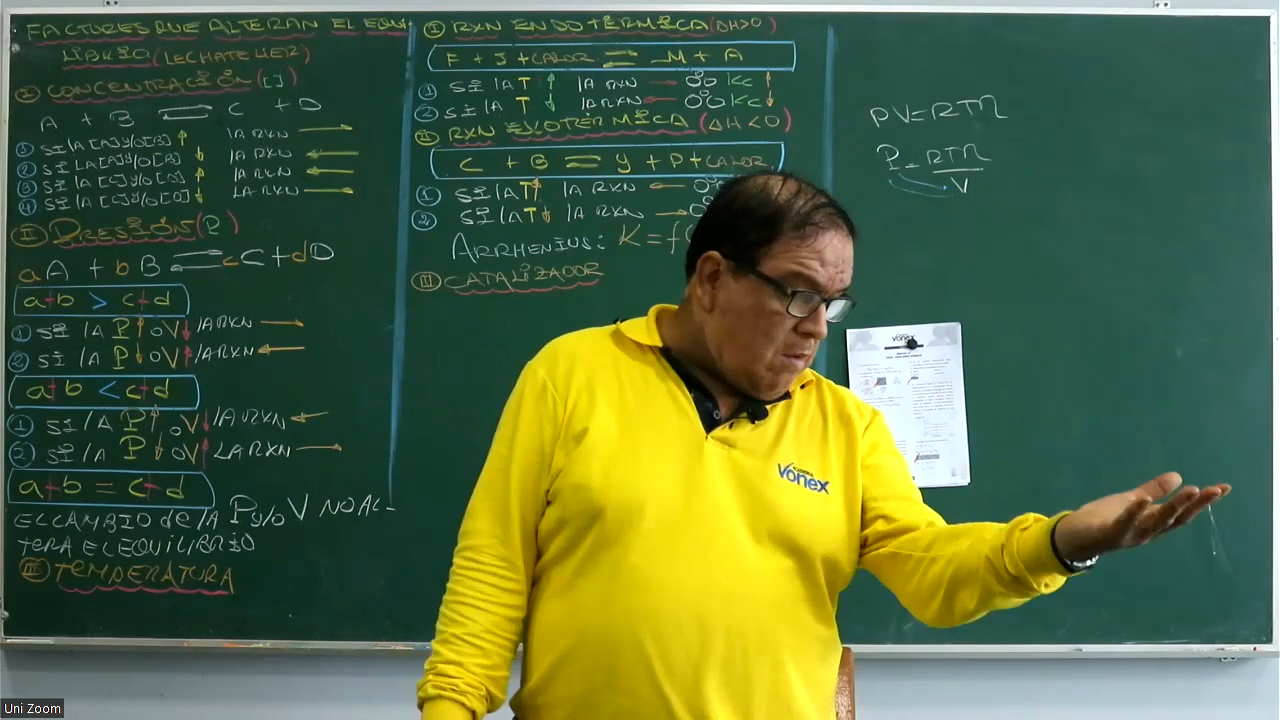 FACTORES QUE ALTERAN EL EQUI-
LIBRIO (LECHATELIER)
I CONCENTRACIÓN ([ ])
A + B ⇌ C + D
1 SI LA [A] y/o [B] ↑ LA RXN →
2 SI LA [A] y/o [B] ↓ LA RXN ←
3 SI LA [C] y/o [D] ↑ LA RXN ←
4 SI LA [C] y/o [D] ↓ LA RXN →
II PRESIÓN (P)
aA + bB ⇌ cC + dD
a+b > c+d
1 SI LA P ↑ o V ↓ LA RXN →
2 SI LA P ↓ o V ↑ LA RXN ←
a+b < c+d
1 SI LA P ↑ o V ↓ LA RXN ←
2 SI LA P ↓ o V ↑ LA RXN →
a+b = c+d
EL CAMBIO de LA P y/o V NO AL-
TERA EL EQUILIBRIO
III TEMPERATURA
I RXN ENDOTÉRMICA (ΔH>0)
F + J + CALOR ⇌ M + A
1 SI LA T ↑ LA RXN → Kc ↑
2 SI LA T ↓ LA RXN ← Kc ↓
II RXN EXOTÉRMICA (ΔH<0)
C + B ⇌ Y + P + CALOR
1 SI LA T ↑ LA RXN ←
2 SI LA T ↓ LA RXN →
ARRHENIUS: K = f(
III CATALIZADOR
PV = RTn
P = RTn
V
Vonex
Vonex
Uni Zoom